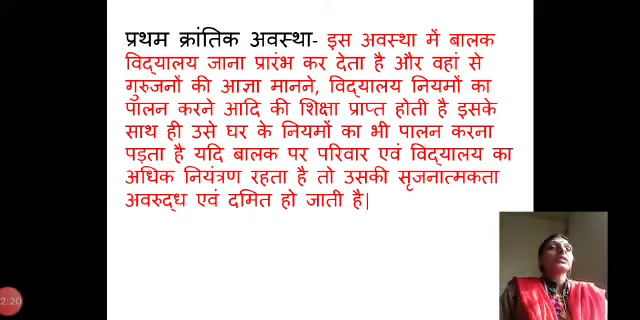 प्रथम क्रांतिक अवस्था- इस अवस्था में बालक
विद्यालय जाना प्रारंभ कर देता है और वहां से
गुरुजनों की आज्ञा मानने, विद्यालय नियमों का
पालन करने आदि की शिक्षा प्राप्त होती है इसके
साथ ही उसे घर के नियमों का भी पालन करना
पड़ता है यदि बालक पर परिवार एवं विद्यालय का
अधिक नियंत्रण रहता है तो उसकी सृजनात्मकता
अवरुद्ध एवं दमित हो जाती है|
2:20